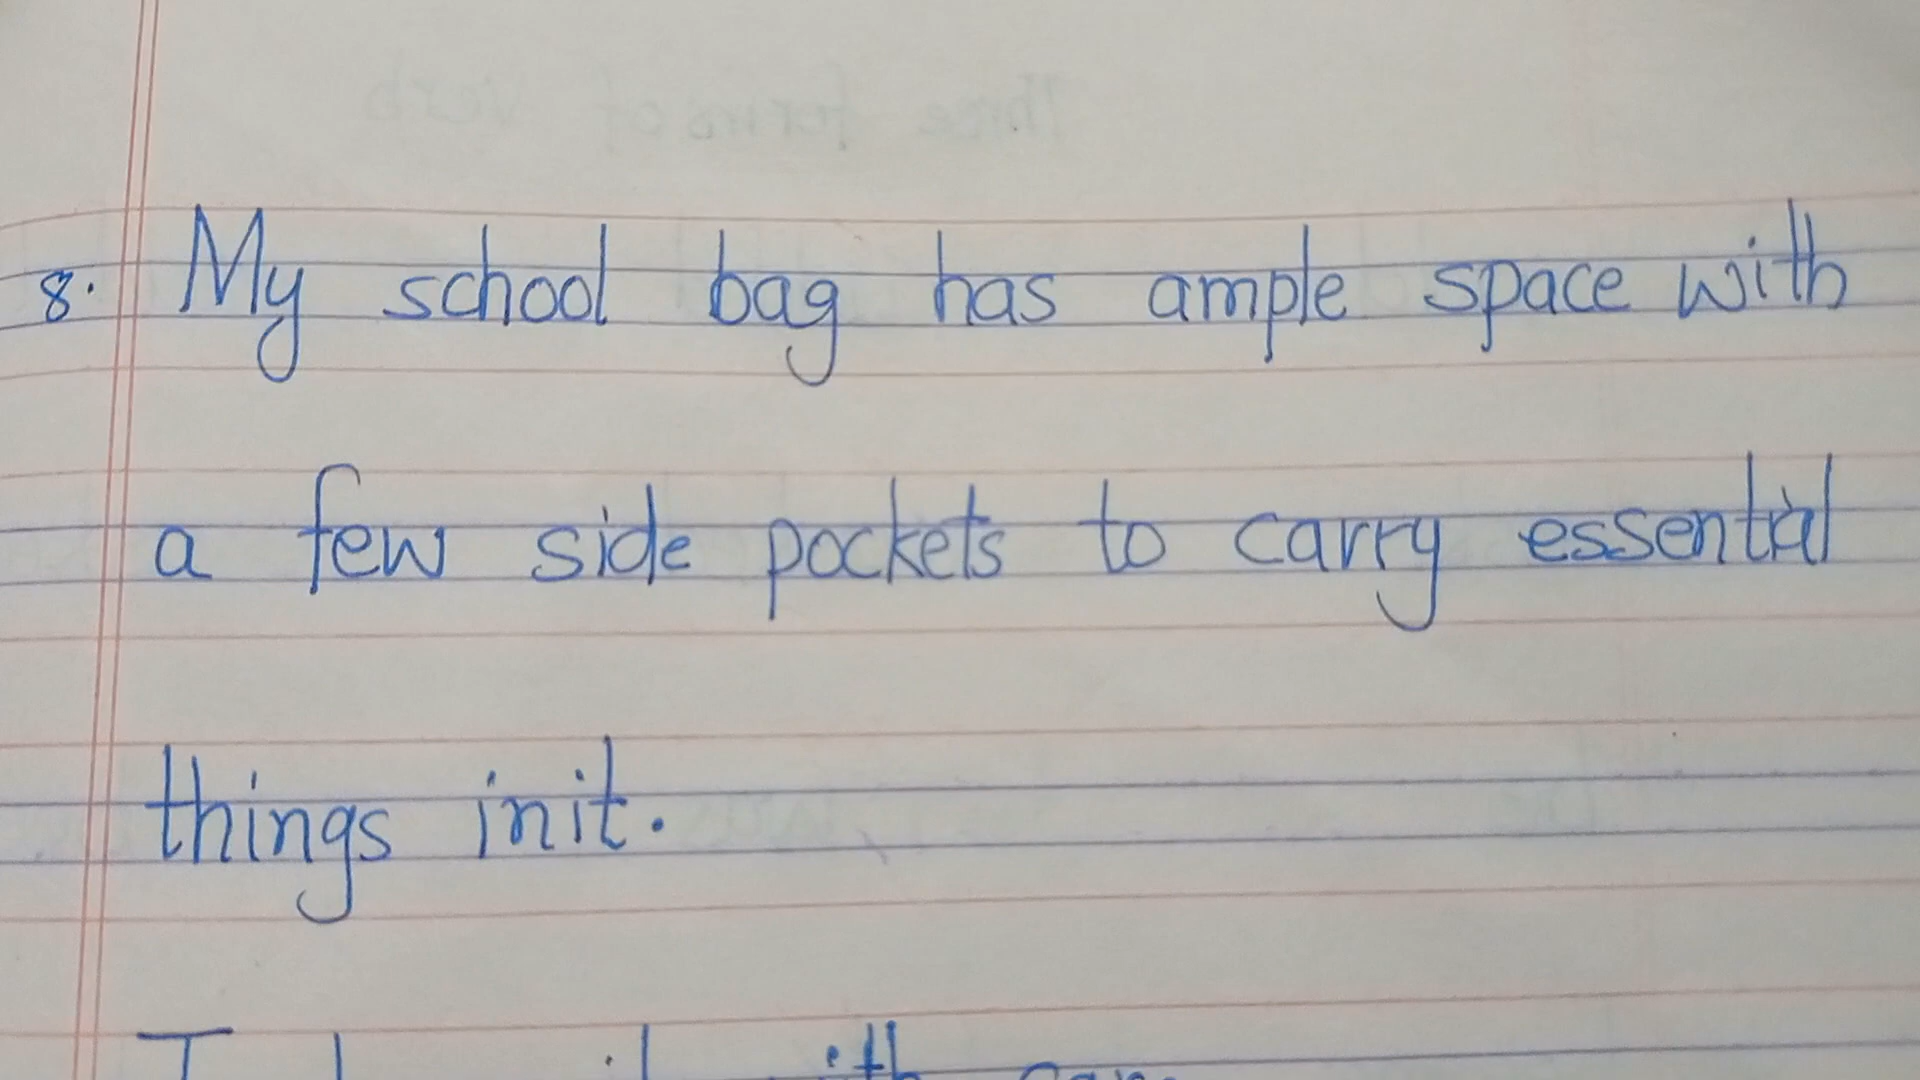 8. My school bag has ample space with
a few side pockets to carry essential
things init.